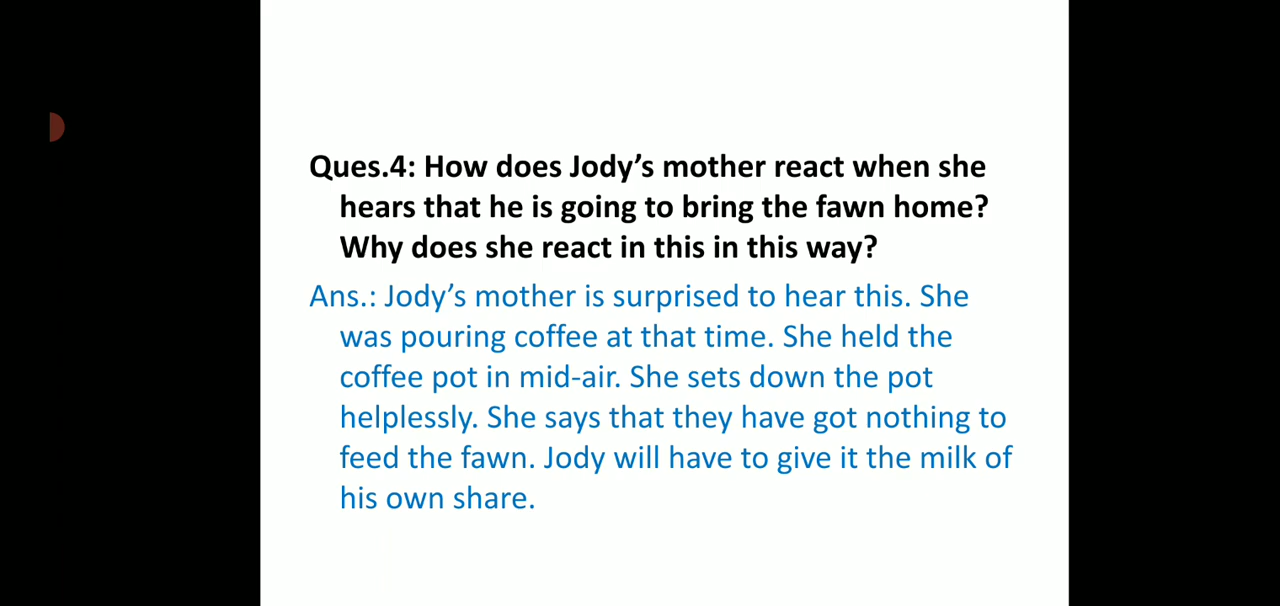 Ques.4: How does Jody’s mother react when she
hears that he is going to bring the fawn home?
Why does she react in this in this way?
Ans.: Jody’s mother is surprised to hear this. She
was pouring coffee at that time. She held the
coffee pot in mid-air. She sets down the pot
helplessly. She says that they have got nothing to
feed the fawn. Jody will have to give it the milk of
his own share.